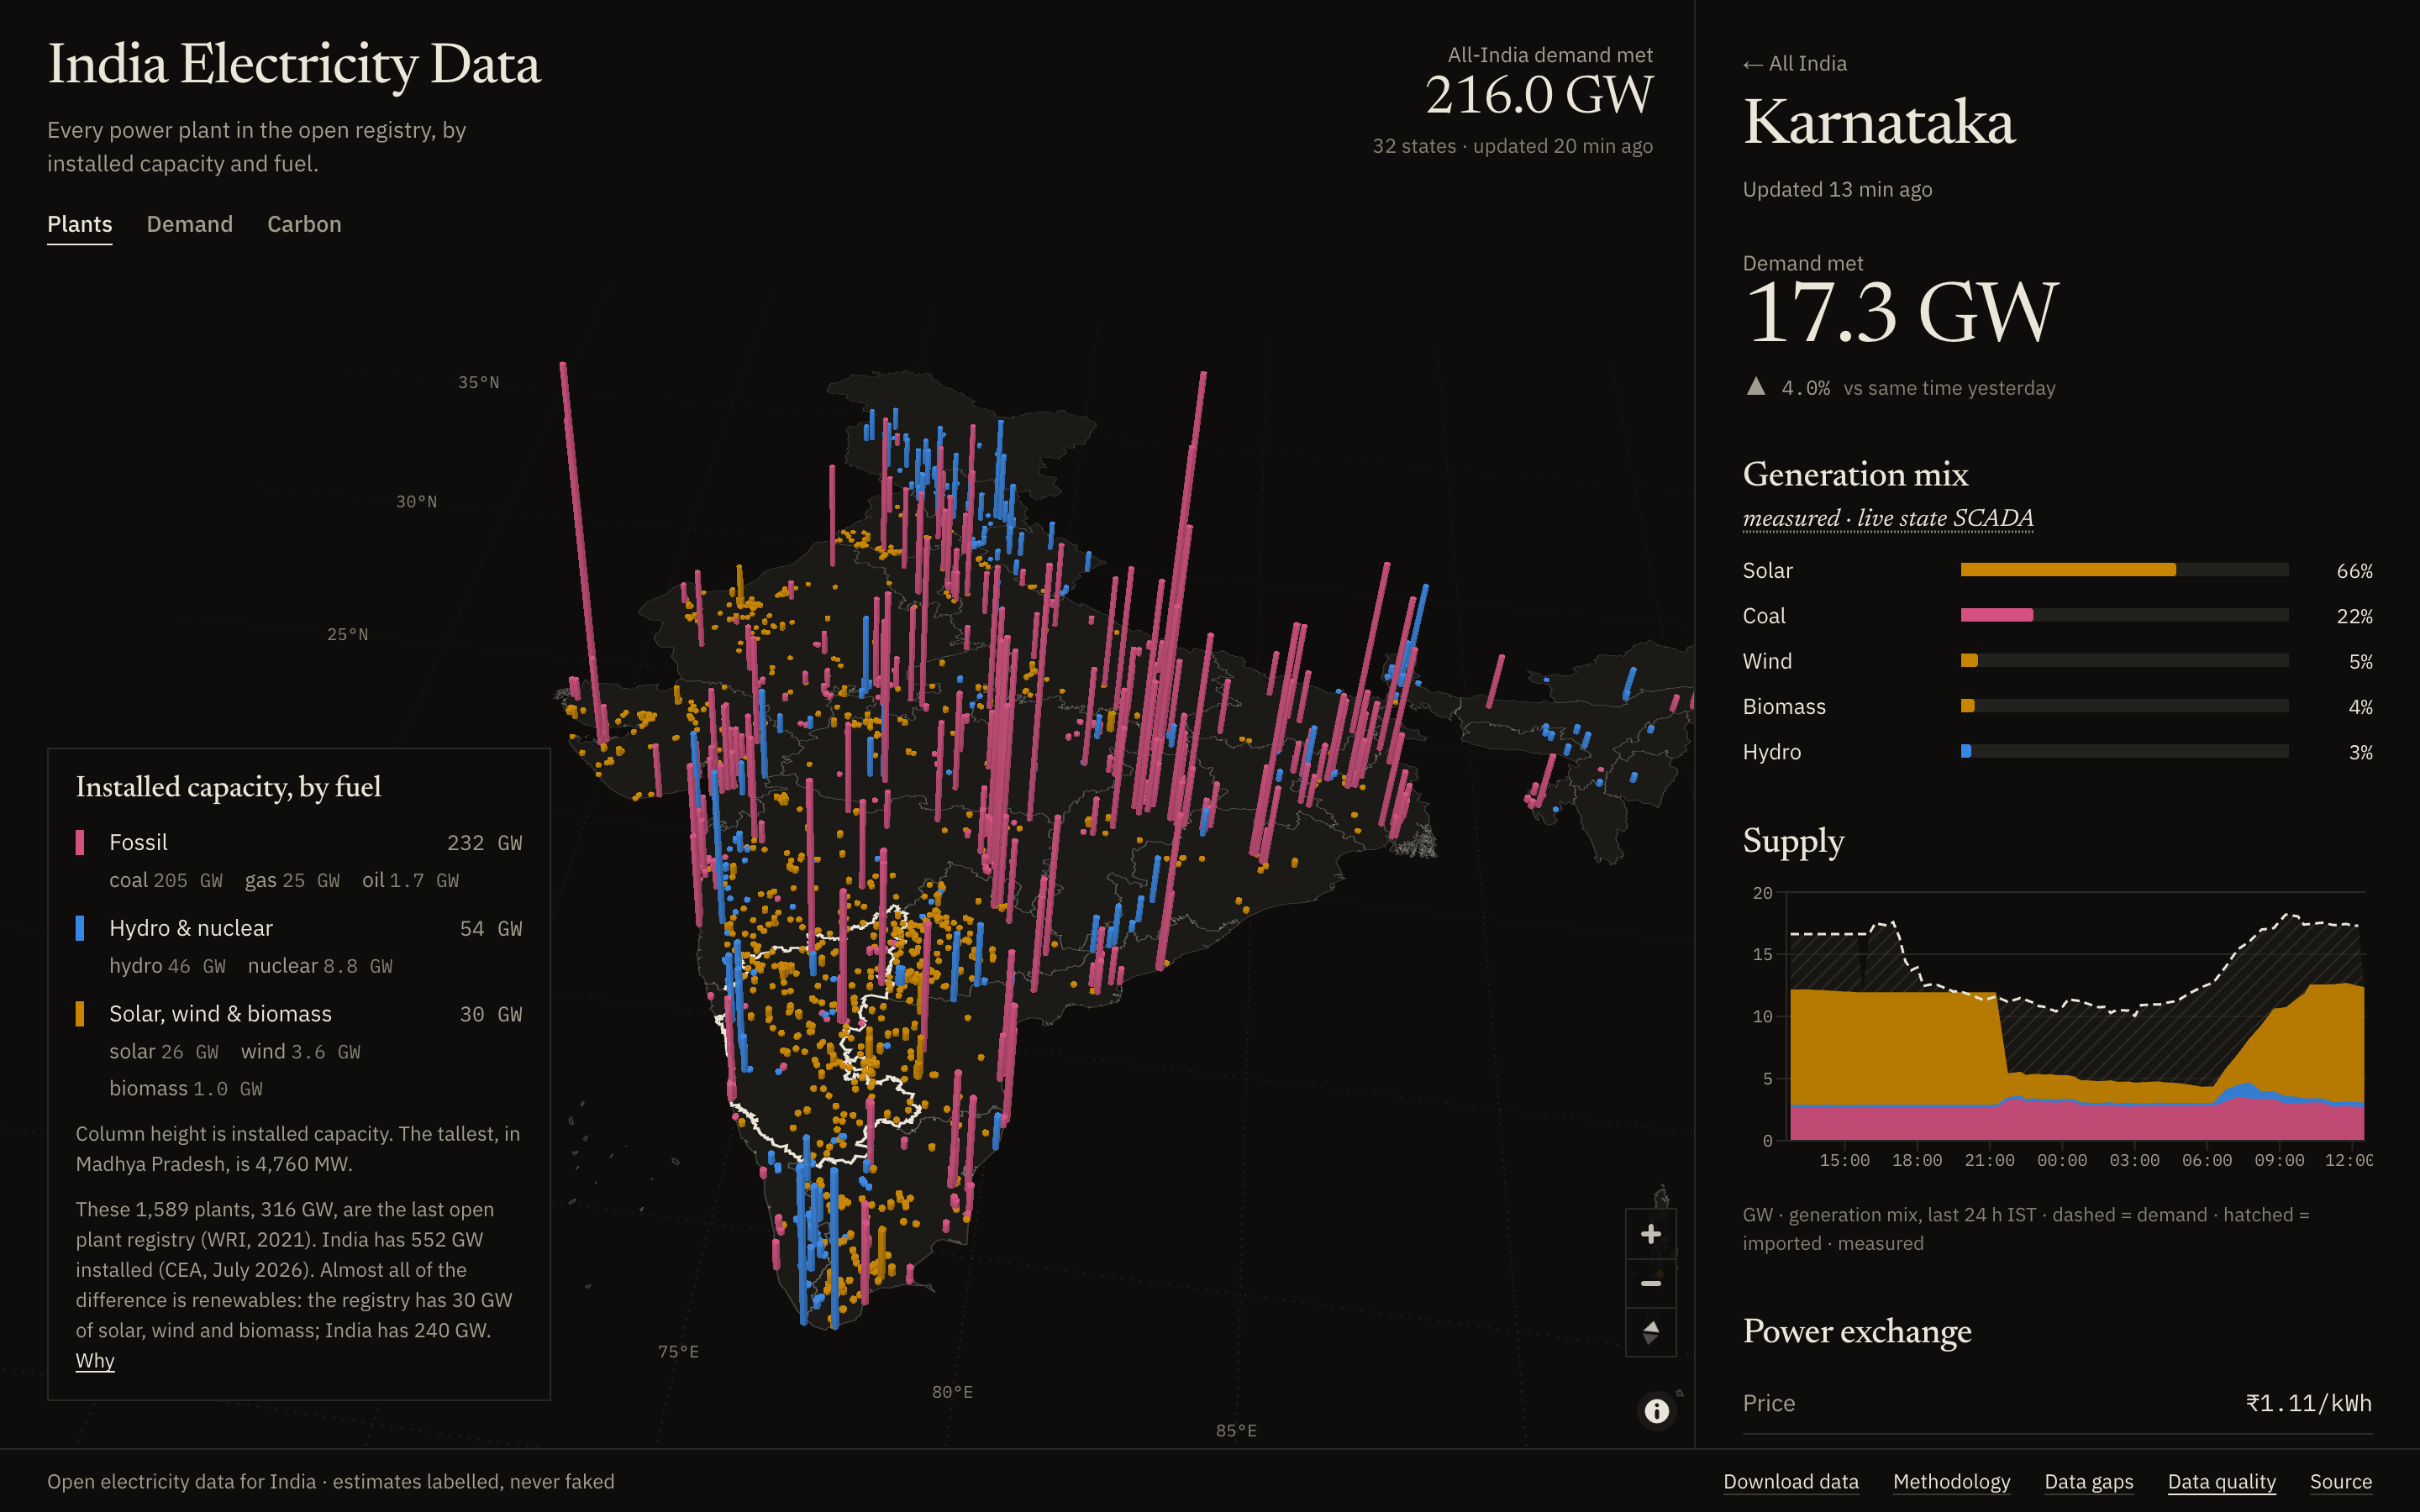 India Electricity Data
Every power plant in the open registry, by
installed capacity and fuel.
Plants Demand Carbon
All-India demand met
216.0 GW
32 states · updated 20 min ago
35°N
30°N
25°N
75°E
80°E
85°E
Installed capacity, by fuel
Fossil 232 GW
coal 205 GW gas 25 GW oil 1.7 GW
Hydro & nuclear 54 GW
hydro 46 GW nuclear 8.8 GW
Solar, wind & biomass 30 GW
solar 26 GW wind 3.6 GW
biomass 1.0 GW
Column height is installed capacity. The tallest, in
Madhya Pradesh, is 4,760 MW.
These 1,589 plants, 316 GW, are the last open
plant registry (WRI, 2021). India has 552 GW
installed (CEA, July 2026). Almost all of the
difference is renewables: the registry has 30 GW
of solar, wind and biomass; India has 240 GW.
Why
← All India
Karnataka
Updated 13 min ago
Demand met
17.3 GW
▲ 4.0% vs same time yesterday
Generation mix
measured · live state SCADA
Solar 66%
Coal 22%
Wind 5%
Biomass 4%
Hydro 3%
Supply
20
15
10
5
0
15:00 18:00 21:00 00:00 03:00 06:00 09:00 12:00
GW · generation mix, last 24 h IST · dashed = demand · hatched =
imported · measured
Power exchange
Price ₹1.11/kWh
Open electricity data for India · estimates labelled, never faked
Download data Methodology Data gaps Data quality Source